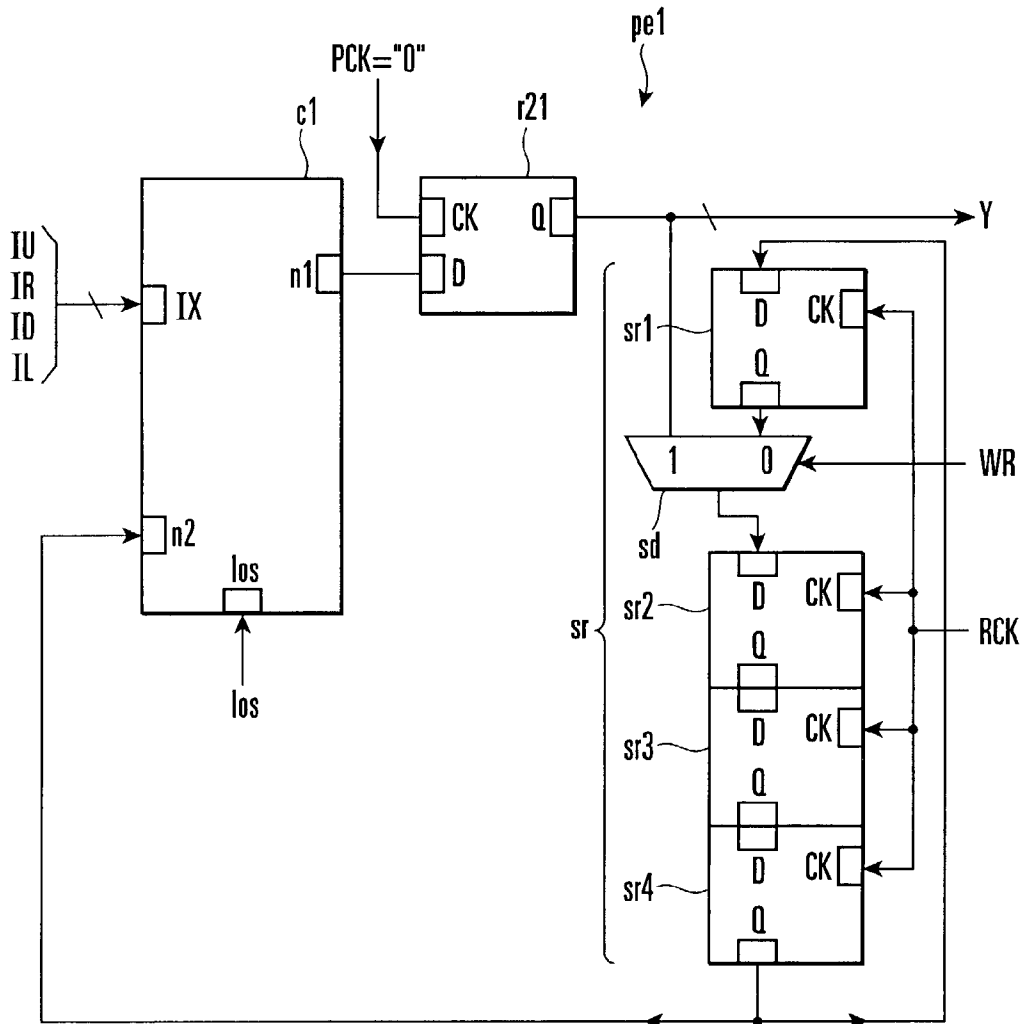 pe1
PCK="0"
c1
r21
CK
Q
Y
IU
IR
ID
IL
IX
n1
D
sr1
D
CK
Q
1
0
WR
sd
n2
los
los
sr
sr2
D
CK
Q
RCK
sr3
D
CK
Q
sr4
D
CK
Q